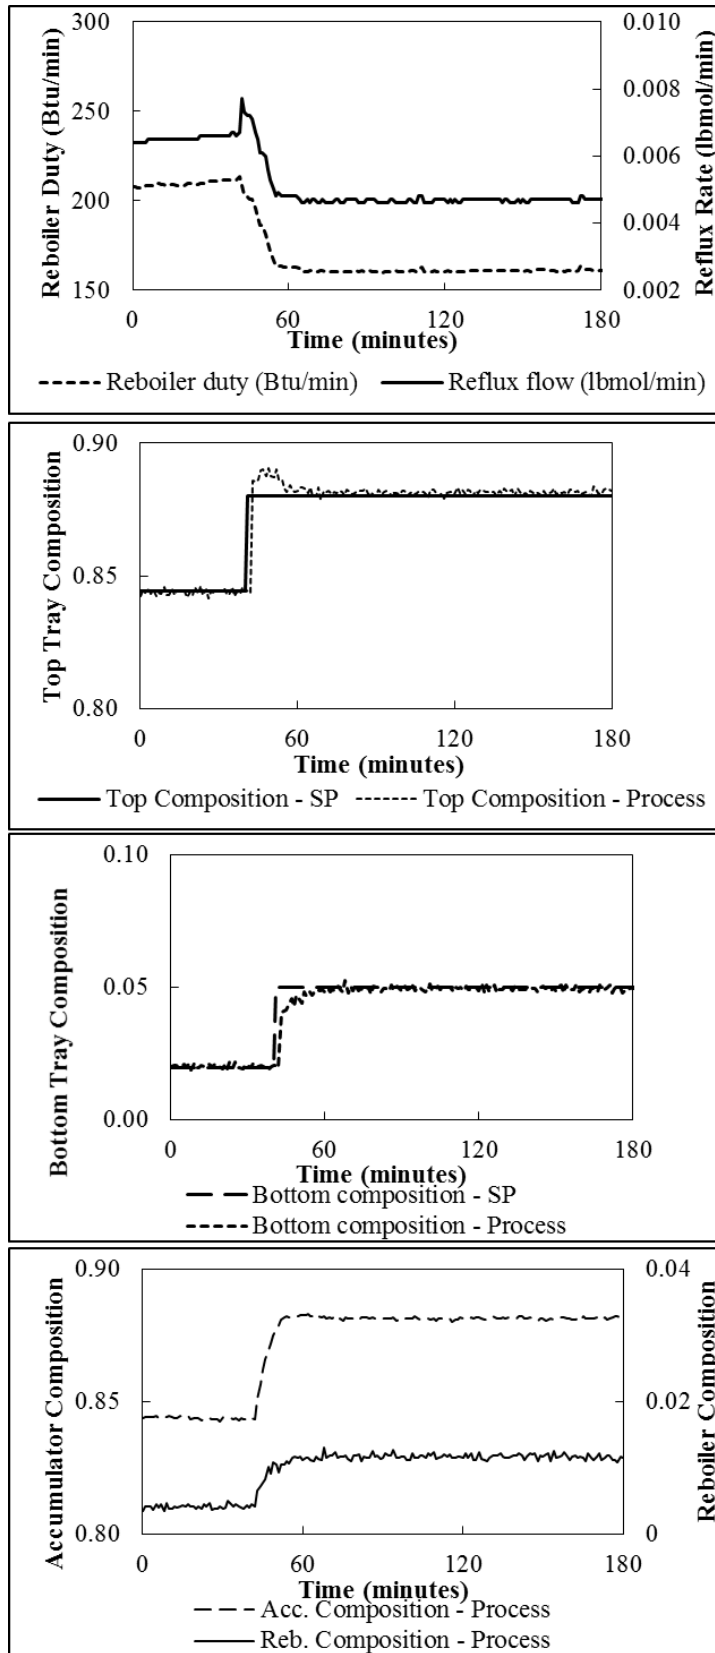 300
250
200
150
Reboiler Duty (Btu/min)
0.010
0.008
0.006
0.004
0.002
Reflux Rate (lbmol/min)
0 60 120 180
Time (minutes)
Reboiler duty (Btu/min) Reflux flow (lbmol/min)
0.90
0.85
0.80
Top Tray Composition
0 60 120 180
Time (minutes)
Top Composition - SP Top Composition - Process
0.10
0.05
0.00
Bottom Tray Composition
0 60 120 180
Time (minutes)
Bottom composition - SP
Bottom composition - Process
0.90
0.85
0.80
Accumulator Composition
0.04
0.02
0
Reboiler Composition
0 60 120 180
Time (minutes)
Acc. Composition - Process
Reb. Composition - Process